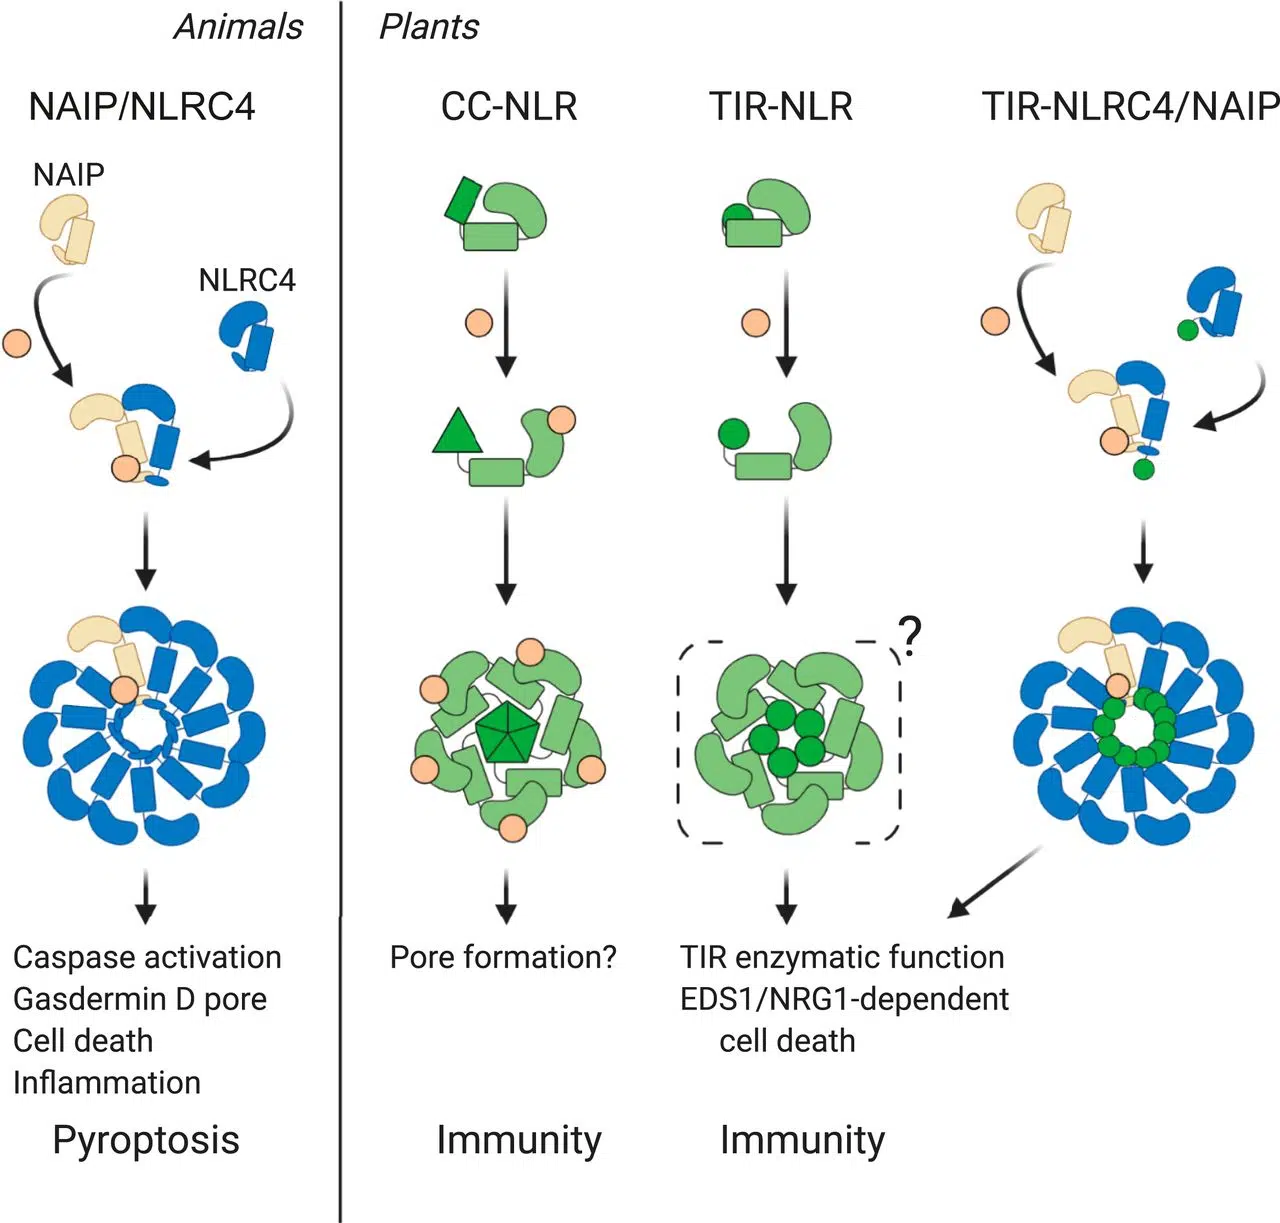 Animals
Plants
NAIP/NLRC4
CC-NLR
TIR-NLR
TIR-NLRC4/NAIP
NAIP
NLRC4
?
Caspase activation
Gasdermin D pore
Cell death
Inflammation
Pyroptosis
Pore formation?
Immunity
TIR enzymatic function
EDS1/NRG1-dependent
cell death
Immunity